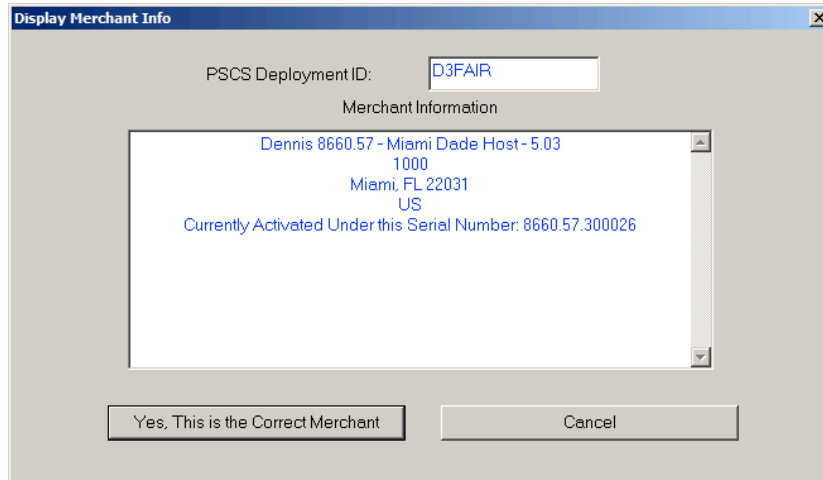 Display Merchant Info
PSCS Deployment ID: D3FAIR
Merchant Information
Dennis 8660.57 - Miami Dade Host - 5.03
1000
Miami, FL 22031
US
Currently Activated Under this Serial Number: 8660.57.300026
Yes, This is the Correct Merchant
Cancel